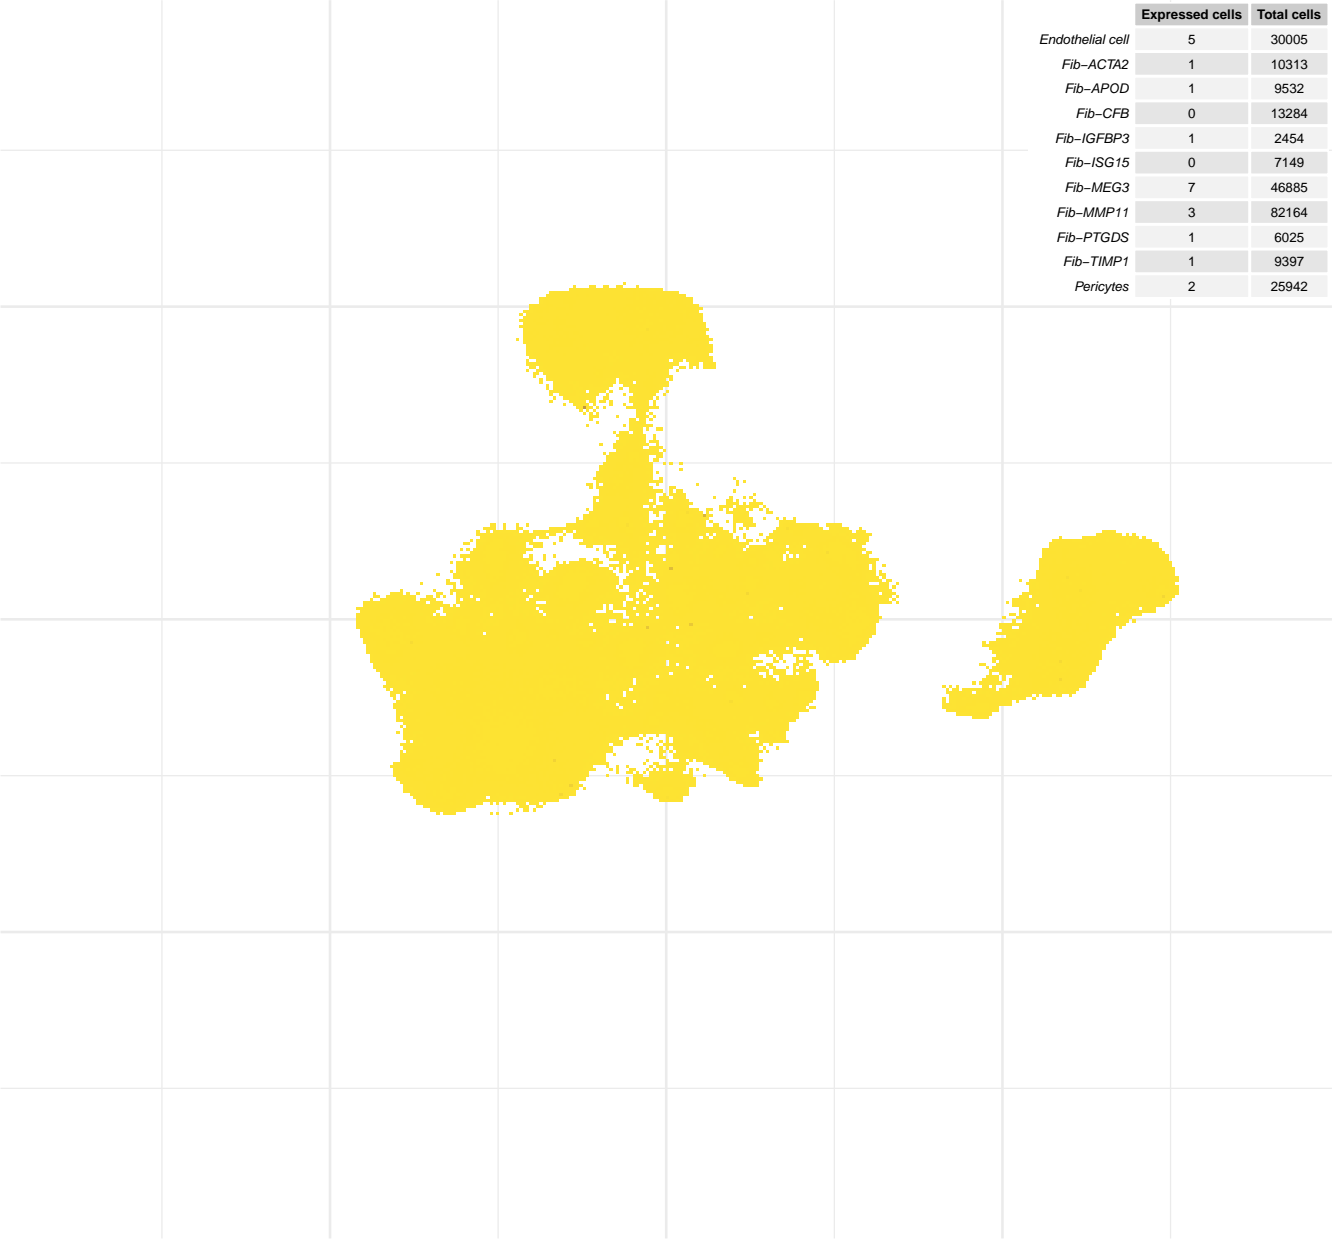 Expressed cells Total cells
Endothelial cell 5 30005
Fib−ACTA2 1 10313
Fib−APOD 1 9532
Fib−CFB 0 13284
Fib−IGFBP3 1 2454
Fib−ISG15 0 7149
Fib−MEG3 7 46885
Fib−MMP11 3 82164
Fib−PTGDS 1 6025
Fib−TIMP1 1 9397
Pericytes 2 25942